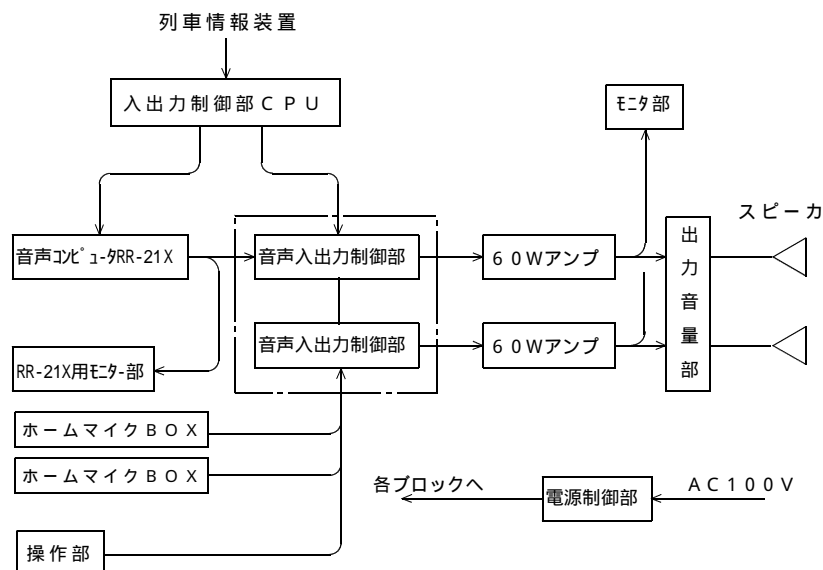 列車情報装置
入出力制御部ＣＰＵ
ﾓﾆﾀ部
スピーカ
音声ｺﾝﾋﾟｭｰﾀRR-21X
音声入出力制御部
６０Ｗアンプ
出力音量部
音声入出力制御部
６０Ｗアンプ
RR-21X用ﾓﾆﾀｰ部
ホームマイクＢＯＸ
ホームマイクＢＯＸ
各ブロックへ
電源制御部
ＡＣ１００Ｖ
操作部